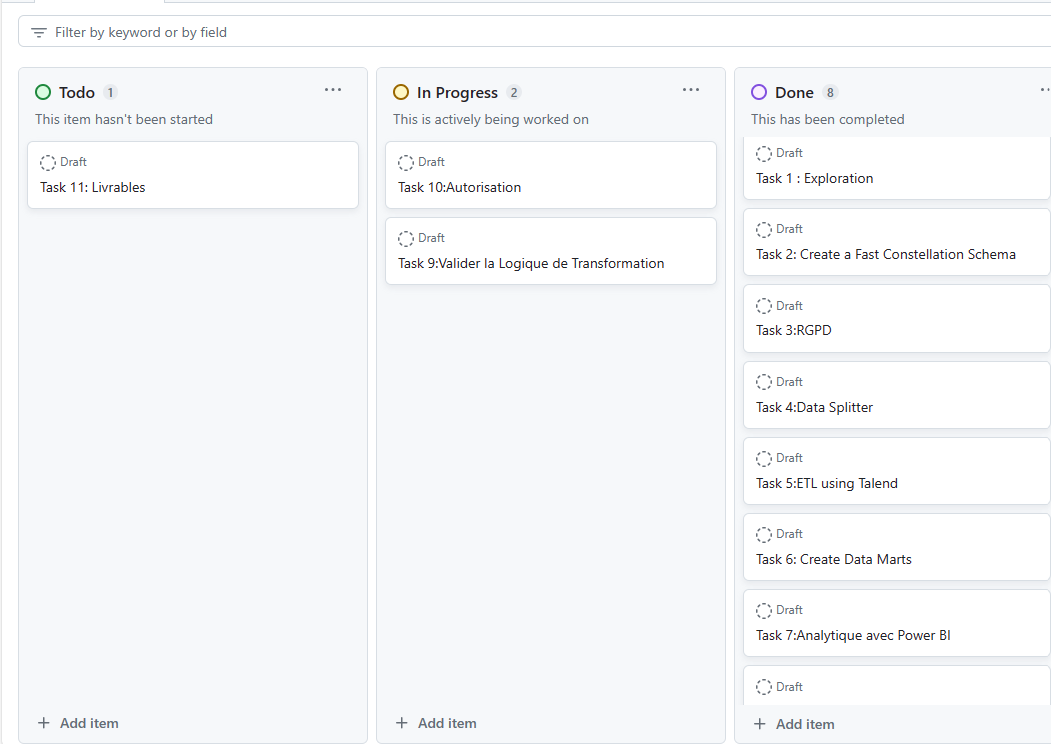 Filter by keyword or by field
Todo 1
This item hasn't been started
Draft
Task 11: Livrables
Add item
In Progress 2
This is actively being worked on
Draft
Task 10:Autorisation
Draft
Task 9:Valider la Logique de Transformation
Add item
Done 8
This has been completed
Draft
Task 1 : Exploration
Draft
Task 2: Create a Fast Constellation Schema
Draft
Task 3:RGPD
Draft
Task 4:Data Splitter
Draft
Task 5:ETL using Talend
Draft
Task 6: Create Data Marts
Draft
Task 7:Analytique avec Power BI
Draft
Add item